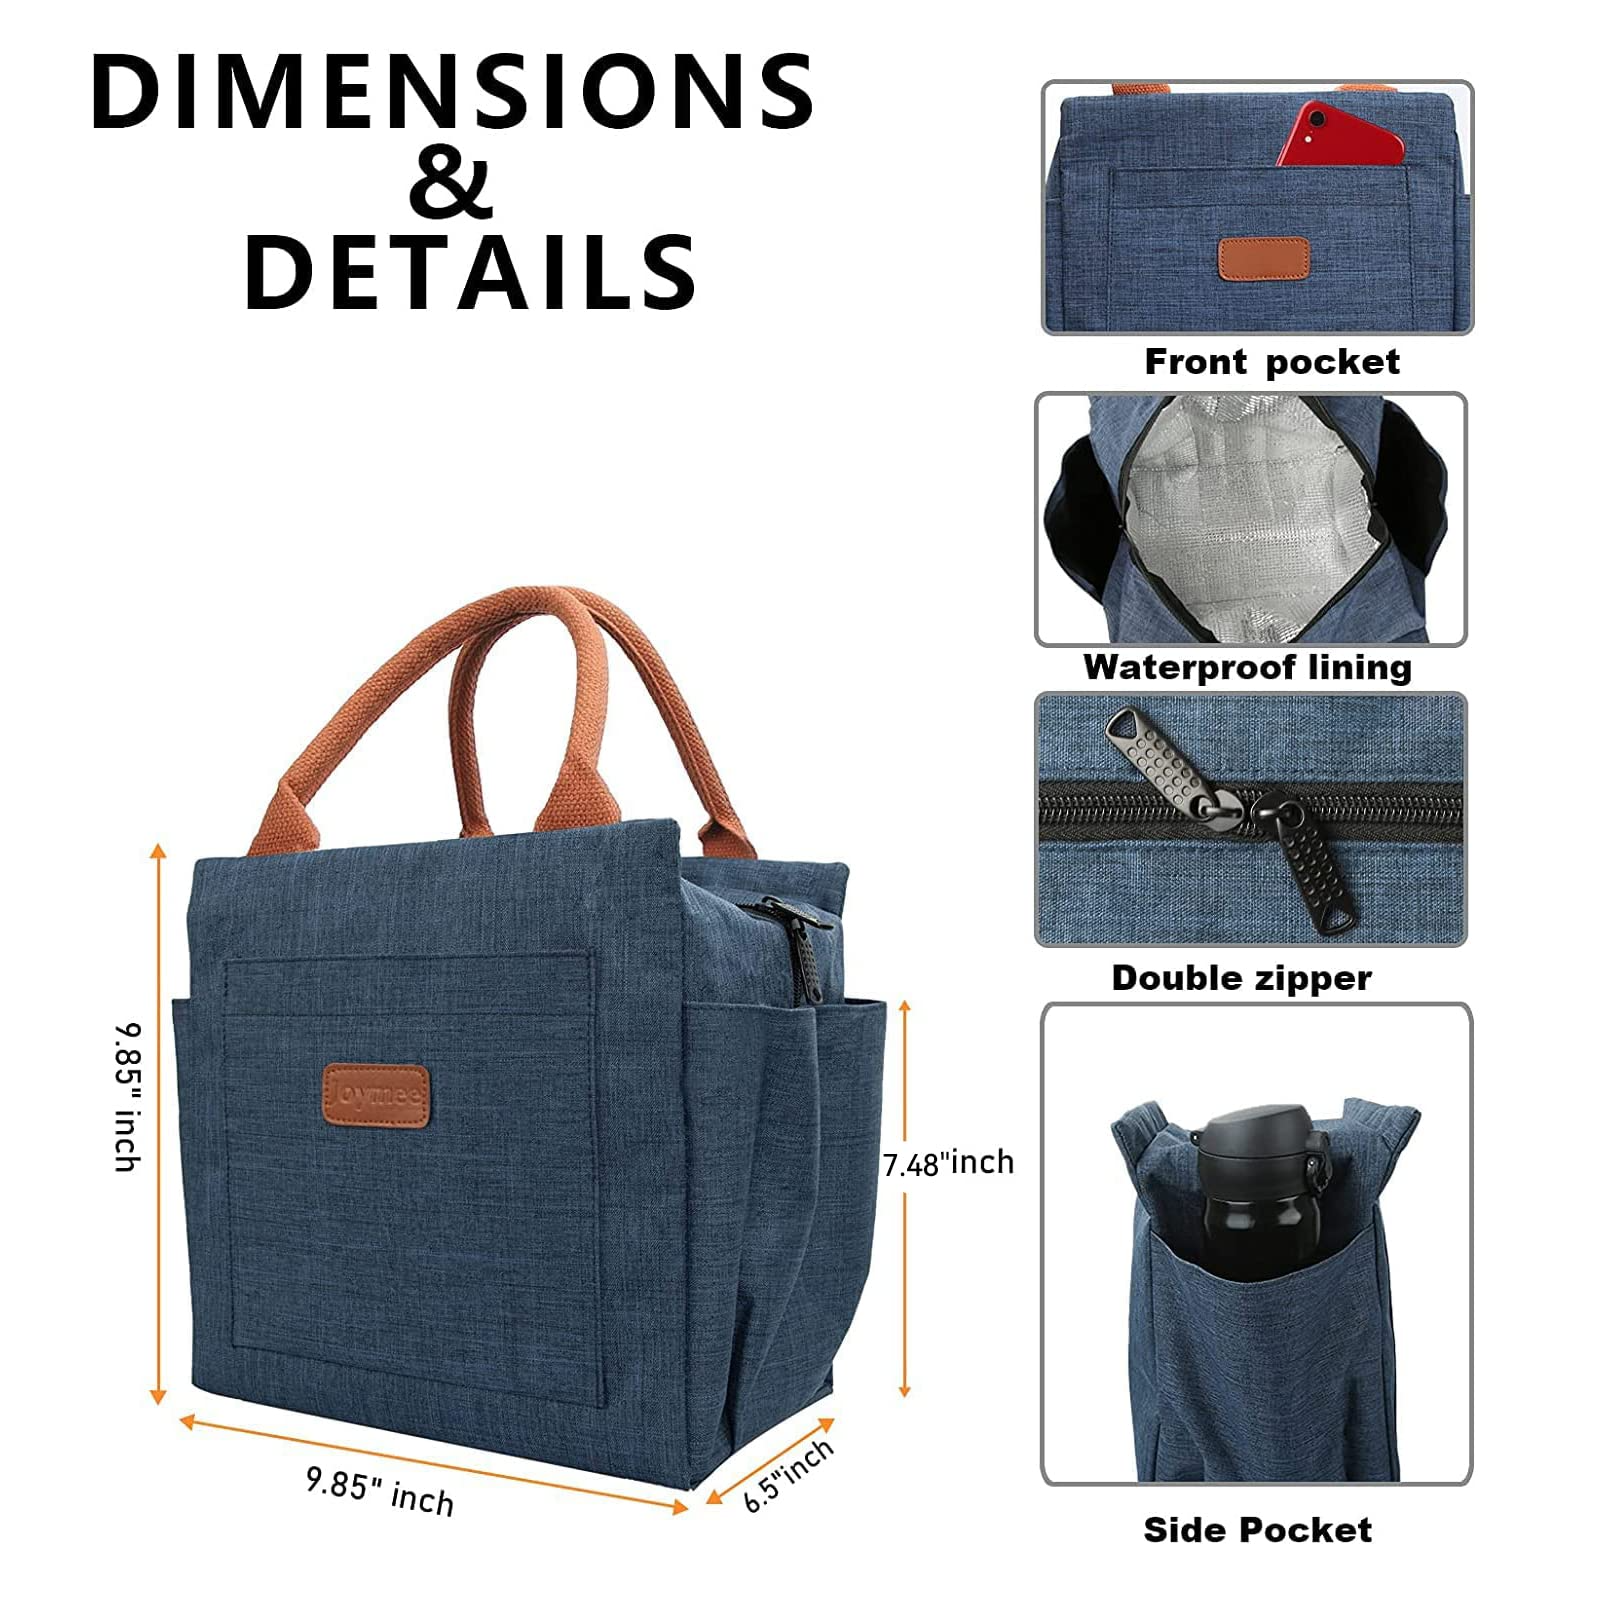 DIMENSIONS
&
DETAILS
Front pocket
Waterproof lining
Double zipper
Side Pocket
Joymee
9.85" inch
7.48"inch
9.85" inch
6.5"inch